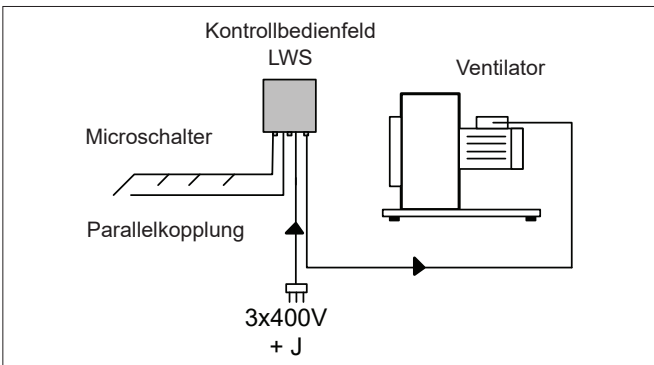 Kontrollbedienfeld
LWS
Ventilator
Microschalter
Parallelkopplung
3x400V
+ J